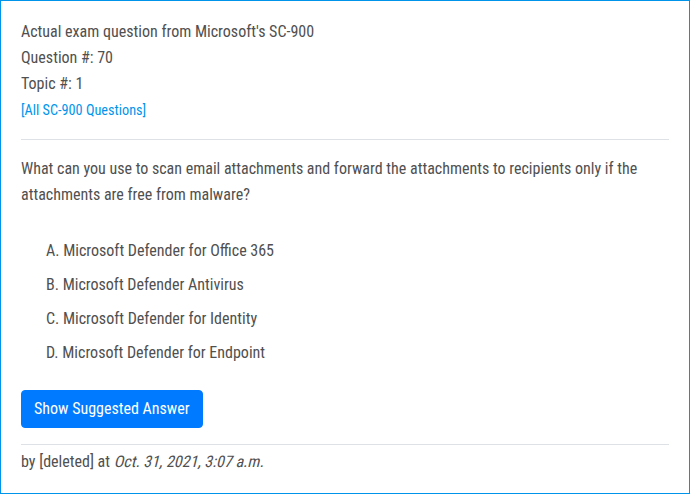 Actual exam question from Microsoft's SC-900
Question #: 70
Topic #: 1
[All SC-900 Questions]
What can you use to scan email attachments and forward the attachments to recipients only if the
attachments are free from malware?
A. Microsoft Defender for Office 365
B. Microsoft Defender Antivirus
C. Microsoft Defender for Identity
D. Microsoft Defender for Endpoint
Show Suggested Answer
by [deleted] at Oct. 31, 2021, 3:07 a.m.